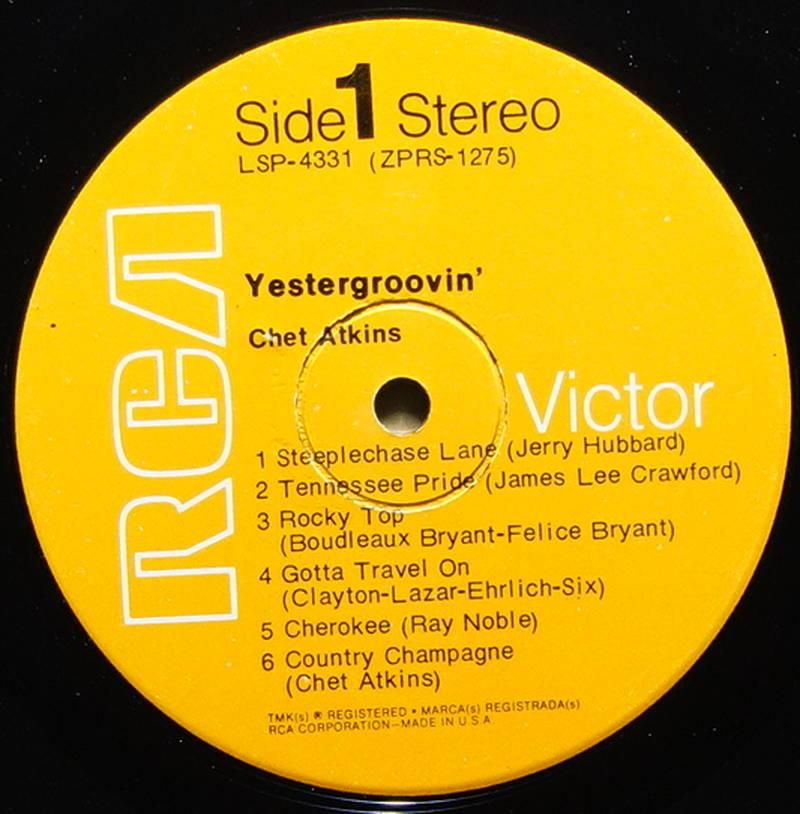 Side 1 Stereo
LSP-4331 (ZPRS-1275)
RCA
Yestergroovin'
Chet Atkins
Victor
1 Steeplechase Lane (Jerry Hubbard)
2 Tennessee Pride (James Lee Crawford)
3 Rocky Top
(Boudleaux Bryant-Felice Bryant)
4 Gotta Travel On
(Clayton-Lazar-Ehrlich-Six)
5 Cherokee (Ray Noble)
6 Country Champagne
(Chet Atkins)
TMK(s) ® REGISTERED • MARCA(s) REGISTRADA(s)
RCA CORPORATION—MADE IN U.S.A.